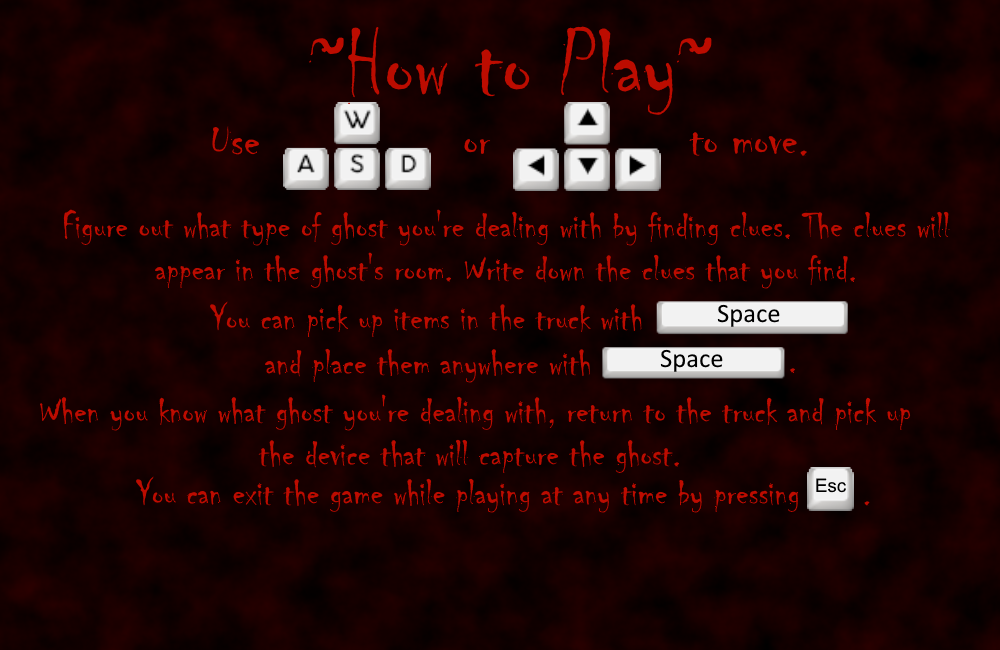 ~How to Play~
W
Use A S D or ▲ ◀ ▼ ▶ to move.
Figure out what type of ghost you're dealing with by finding clues. The clues will
appear in the ghost's room. Write down the clues that you find.
You can pick up items in the truck with Space
and place them anywhere with Space .
When you know what ghost you're dealing with, return to the truck and pick up
the device that will capture the ghost.
You can exit the game while playing at any time by pressing Esc .